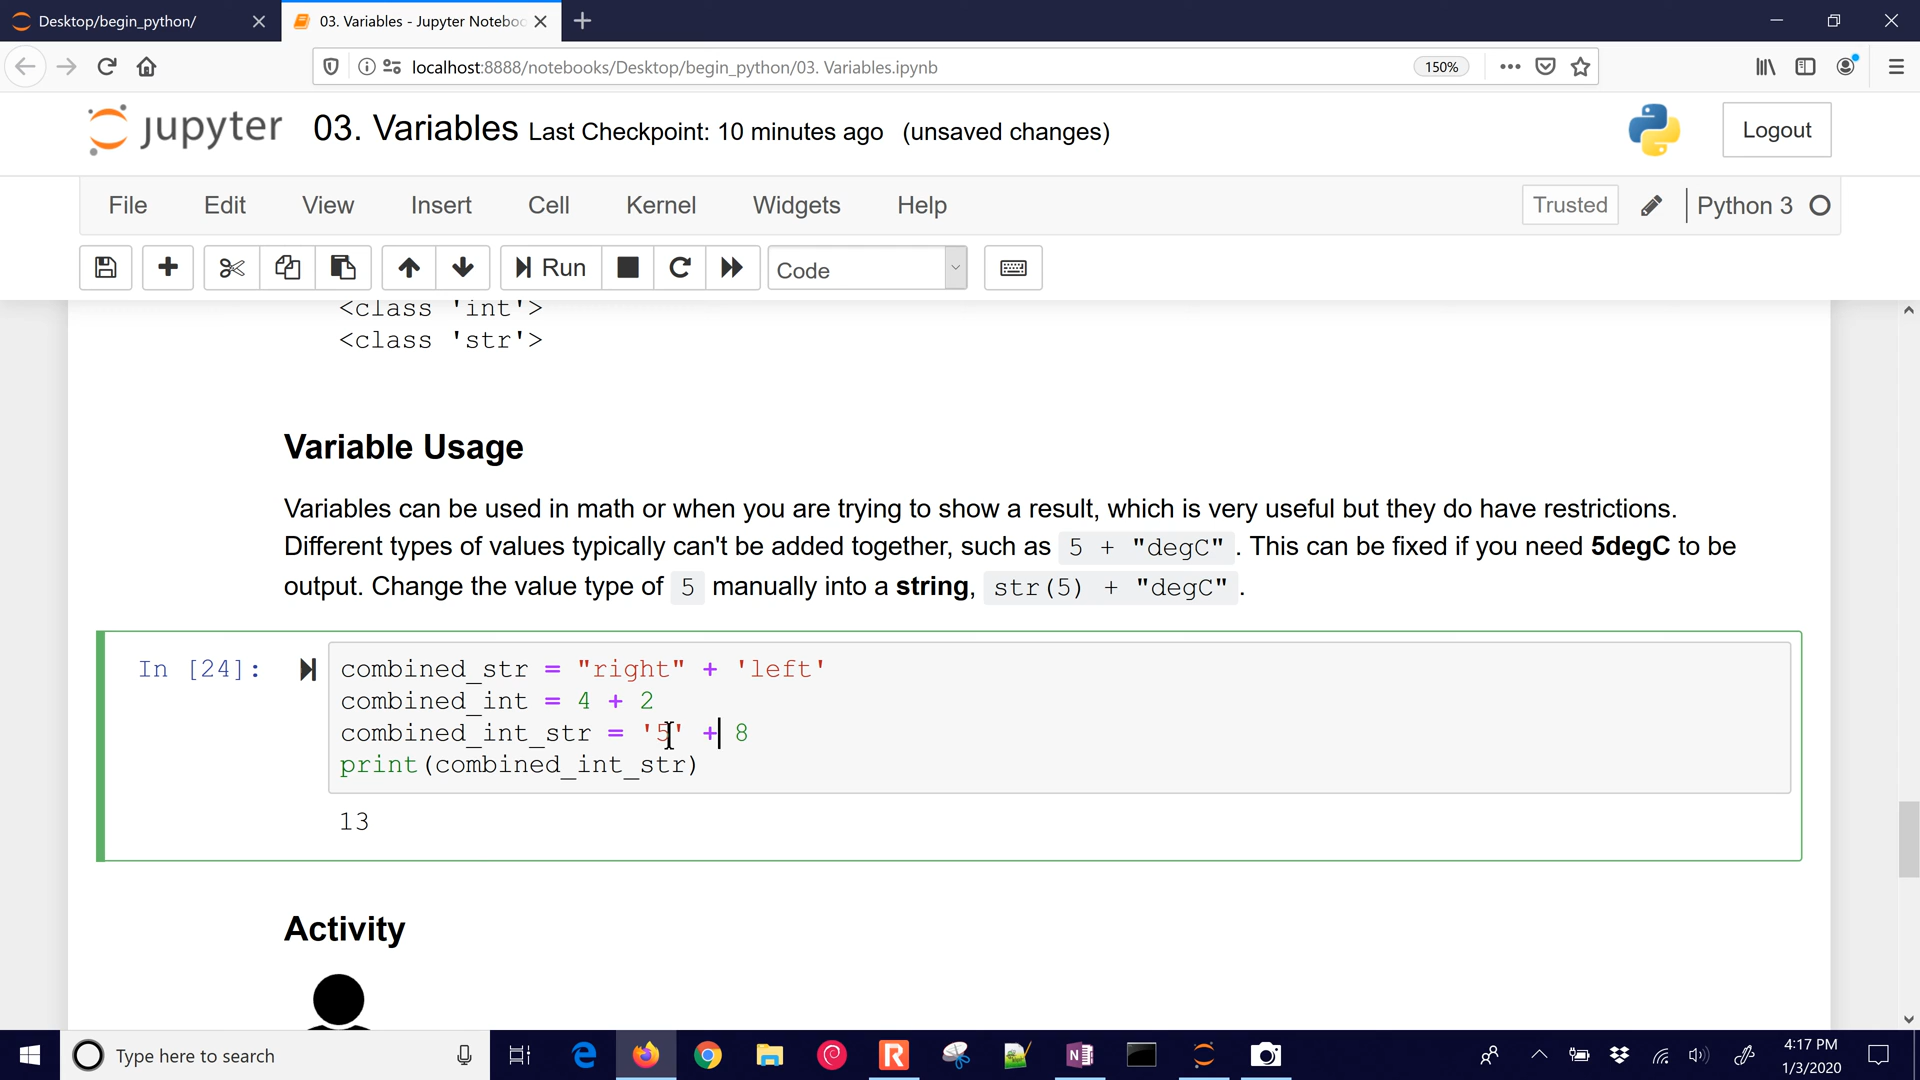 Desktop/begin_python/
03. Variables - Jupyter Noteboo
localhost:8888/notebooks/Desktop/begin_python/03. Variables.ipynb
150%
jupyter 03. Variables Last Checkpoint: 10 minutes ago (unsaved changes)
Logout
File Edit View Insert Cell Kernel Widgets Help
Trusted
Python 3
Run
Code
<class 'int'>
<class 'str'>
Variable Usage
Variables can be used in math or when you are trying to show a result, which is very useful but they do have restrictions.
Different types of values typically can't be added together, such as 5 + "degC" . This can be fixed if you need 5degC to be
output. Change the value type of 5 manually into a string, str(5) + "degC" .
In [24]:
combined_str = "right" + 'left'
combined_int = 4 + 2
combined_int_str = '5' + 8
print(combined_int_str)
13
Activity
Type here to search
4:17 PM
1/3/2020